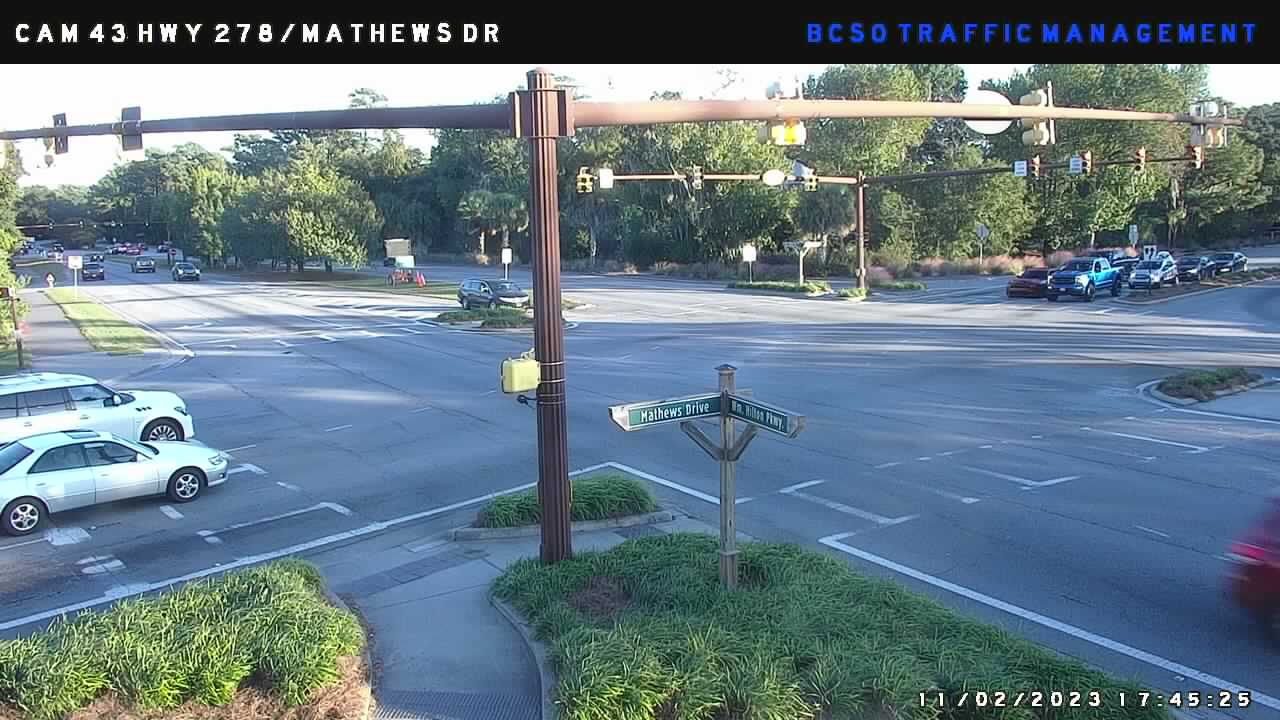 CAM 43 HWY 278/MATHEWS DR
BCSO TRAFFIC MANAGEMENT
Mathews Drive
Wm. Hilton Pkwy.
11/02/2023 17:45:25